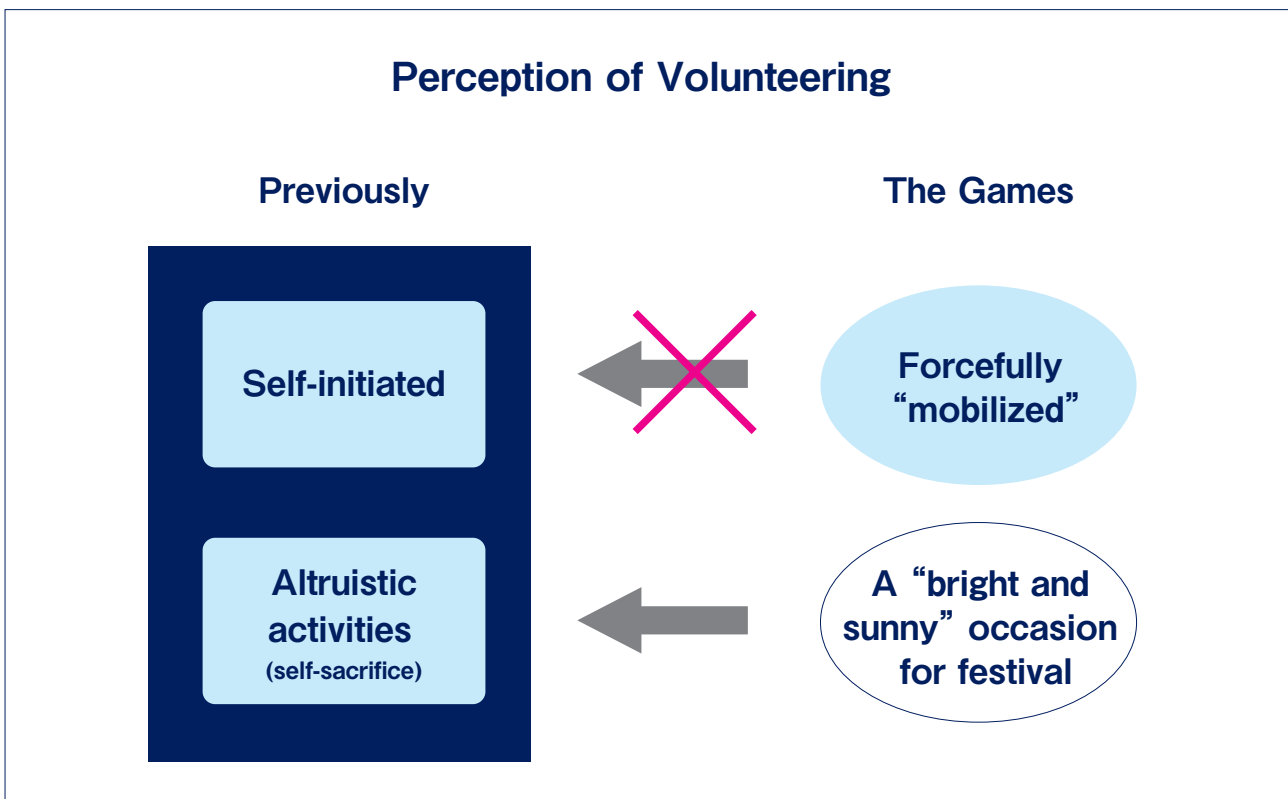 Perception of Volunteering
Previously
The Games
Self-initiated
Forcefully
“mobilized”
Altruistic
activities
(self-sacrifice)
A “bright and
sunny” occasion
for festival